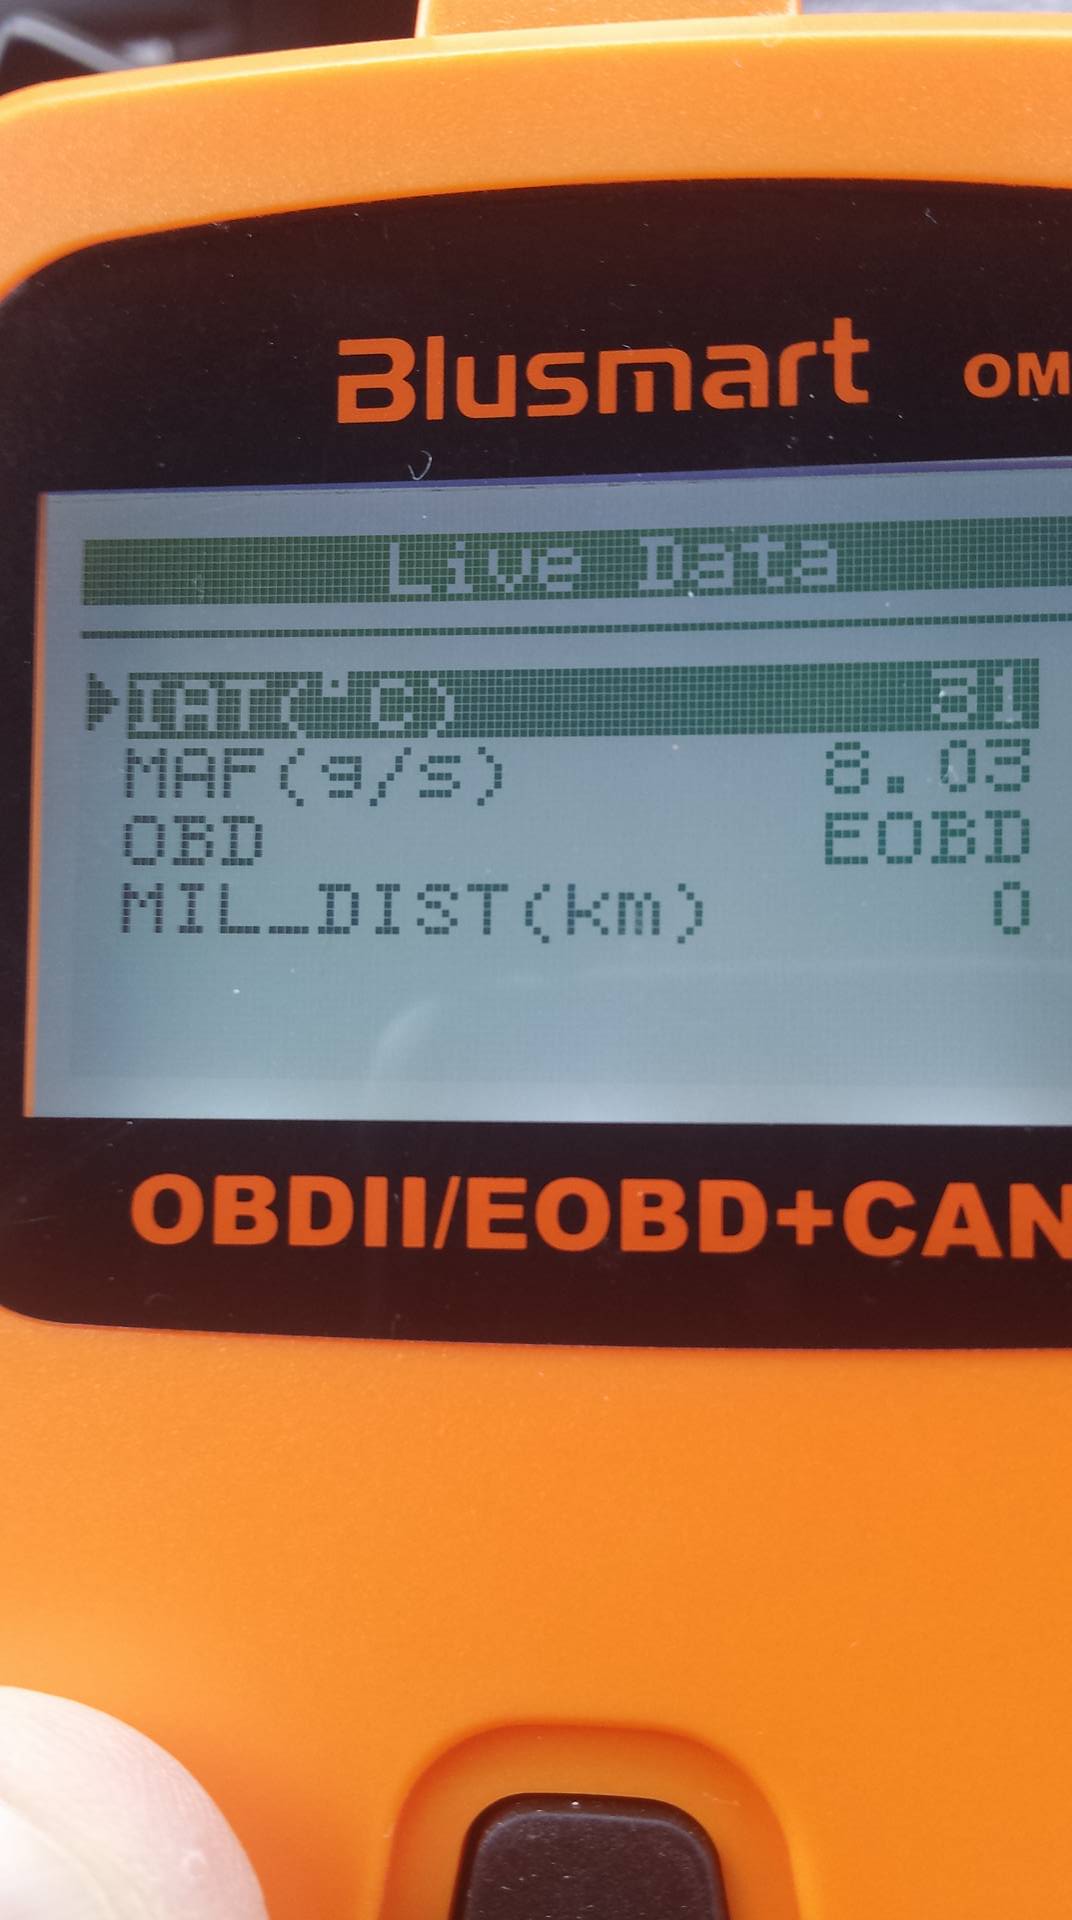 Blusmart OM
Live Data
IAT(°C) 31
MAF(g/s) 8.03
OBD EOBD
MIL_DIST(km) 0
OBDII/EOBD+CAN